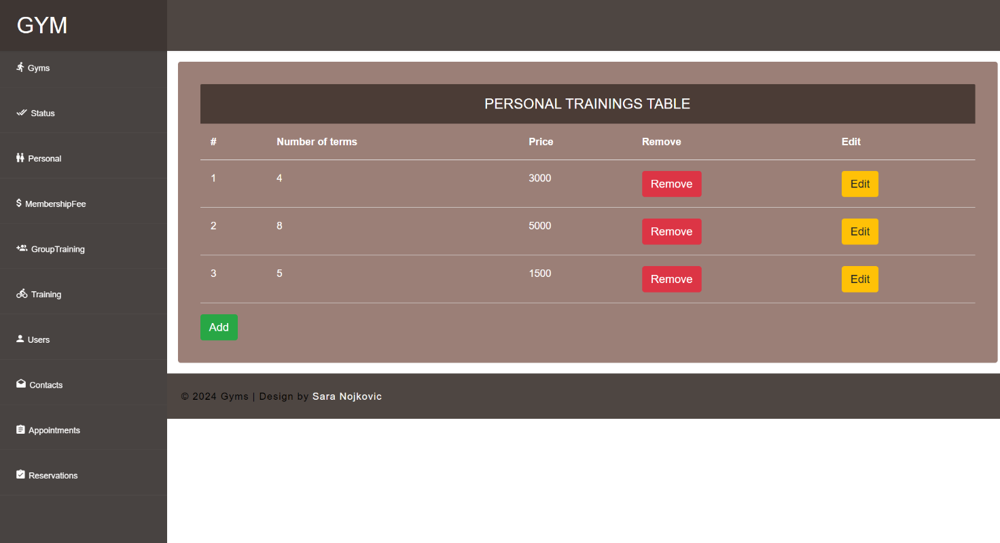 GYM
Gyms
Status
Personal
MembershipFee
GroupTraining
Training
Users
Contacts
Appointments
Reservations
PERSONAL TRAININGS TABLE
# Number of terms Price Remove Edit
1 4 3000 Remove Edit
2 8 5000 Remove Edit
3 5 1500 Remove Edit
Add
© 2024 Gyms | Design by Sara Nojkovic